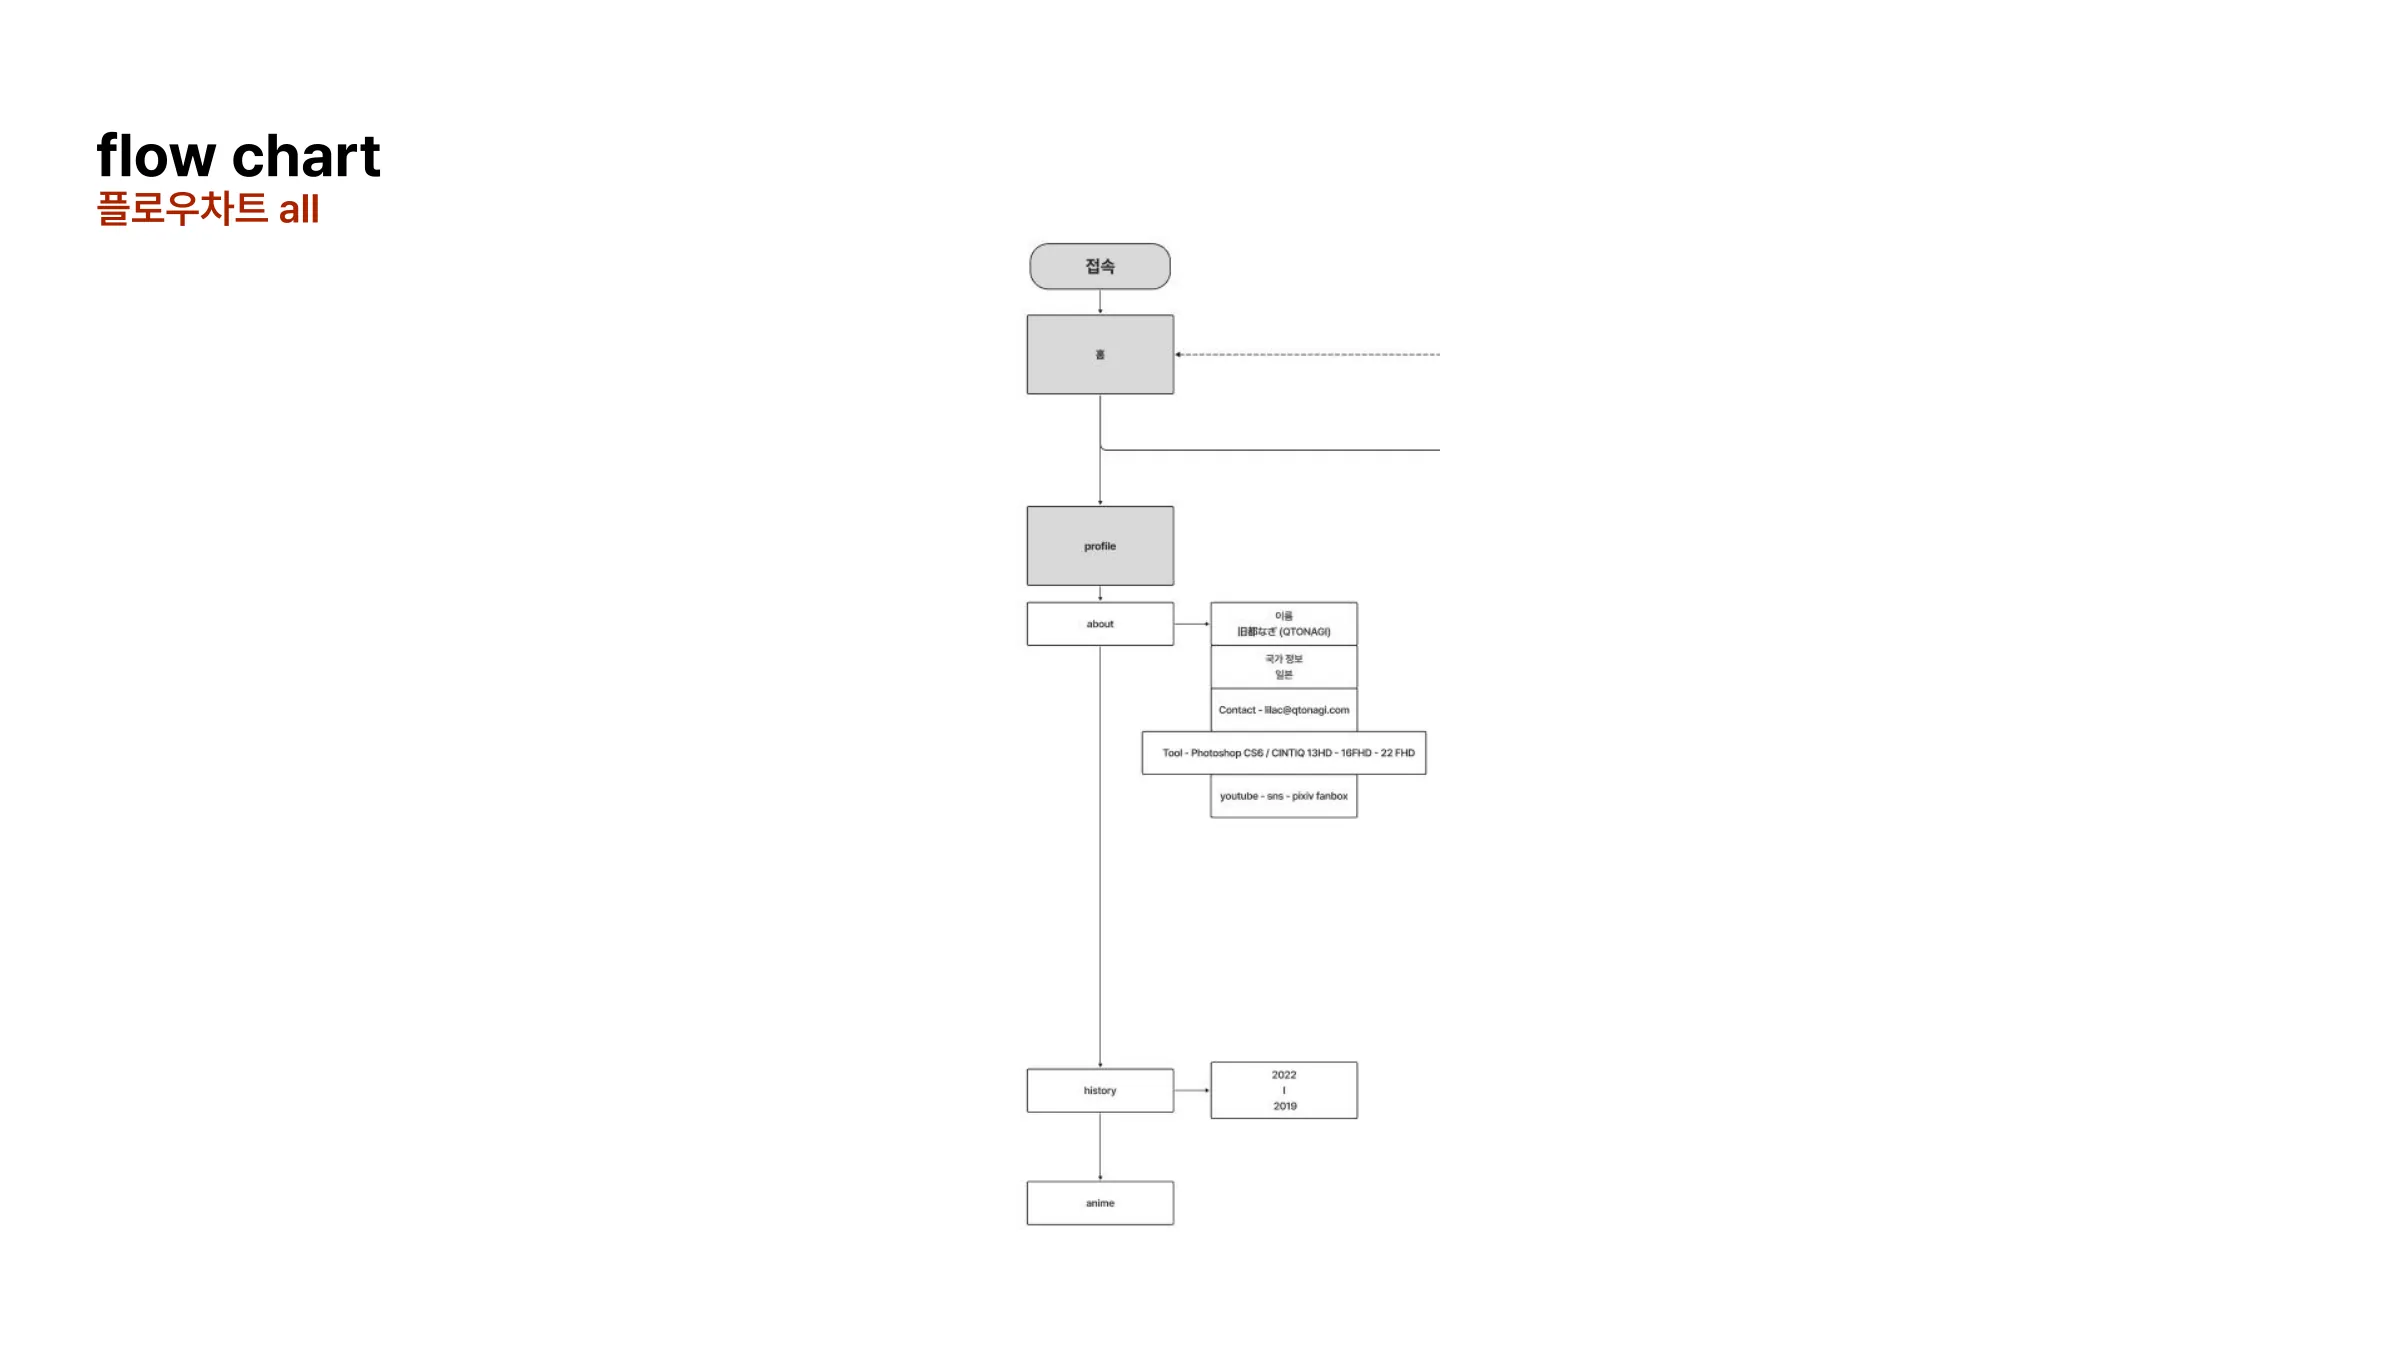 flow chart
플로우차트 all
접속
홈
profile
about
이름
旧都なぎ (QTONAGI)
국가 정보
일본
Contact - lilac@qtonagi.com
Tool - Photoshop CS6 / CINTIQ 13HD - 16FHD - 22 FHD
youtube - sns - pixiv fanbox
history
2022
|
2019
anime